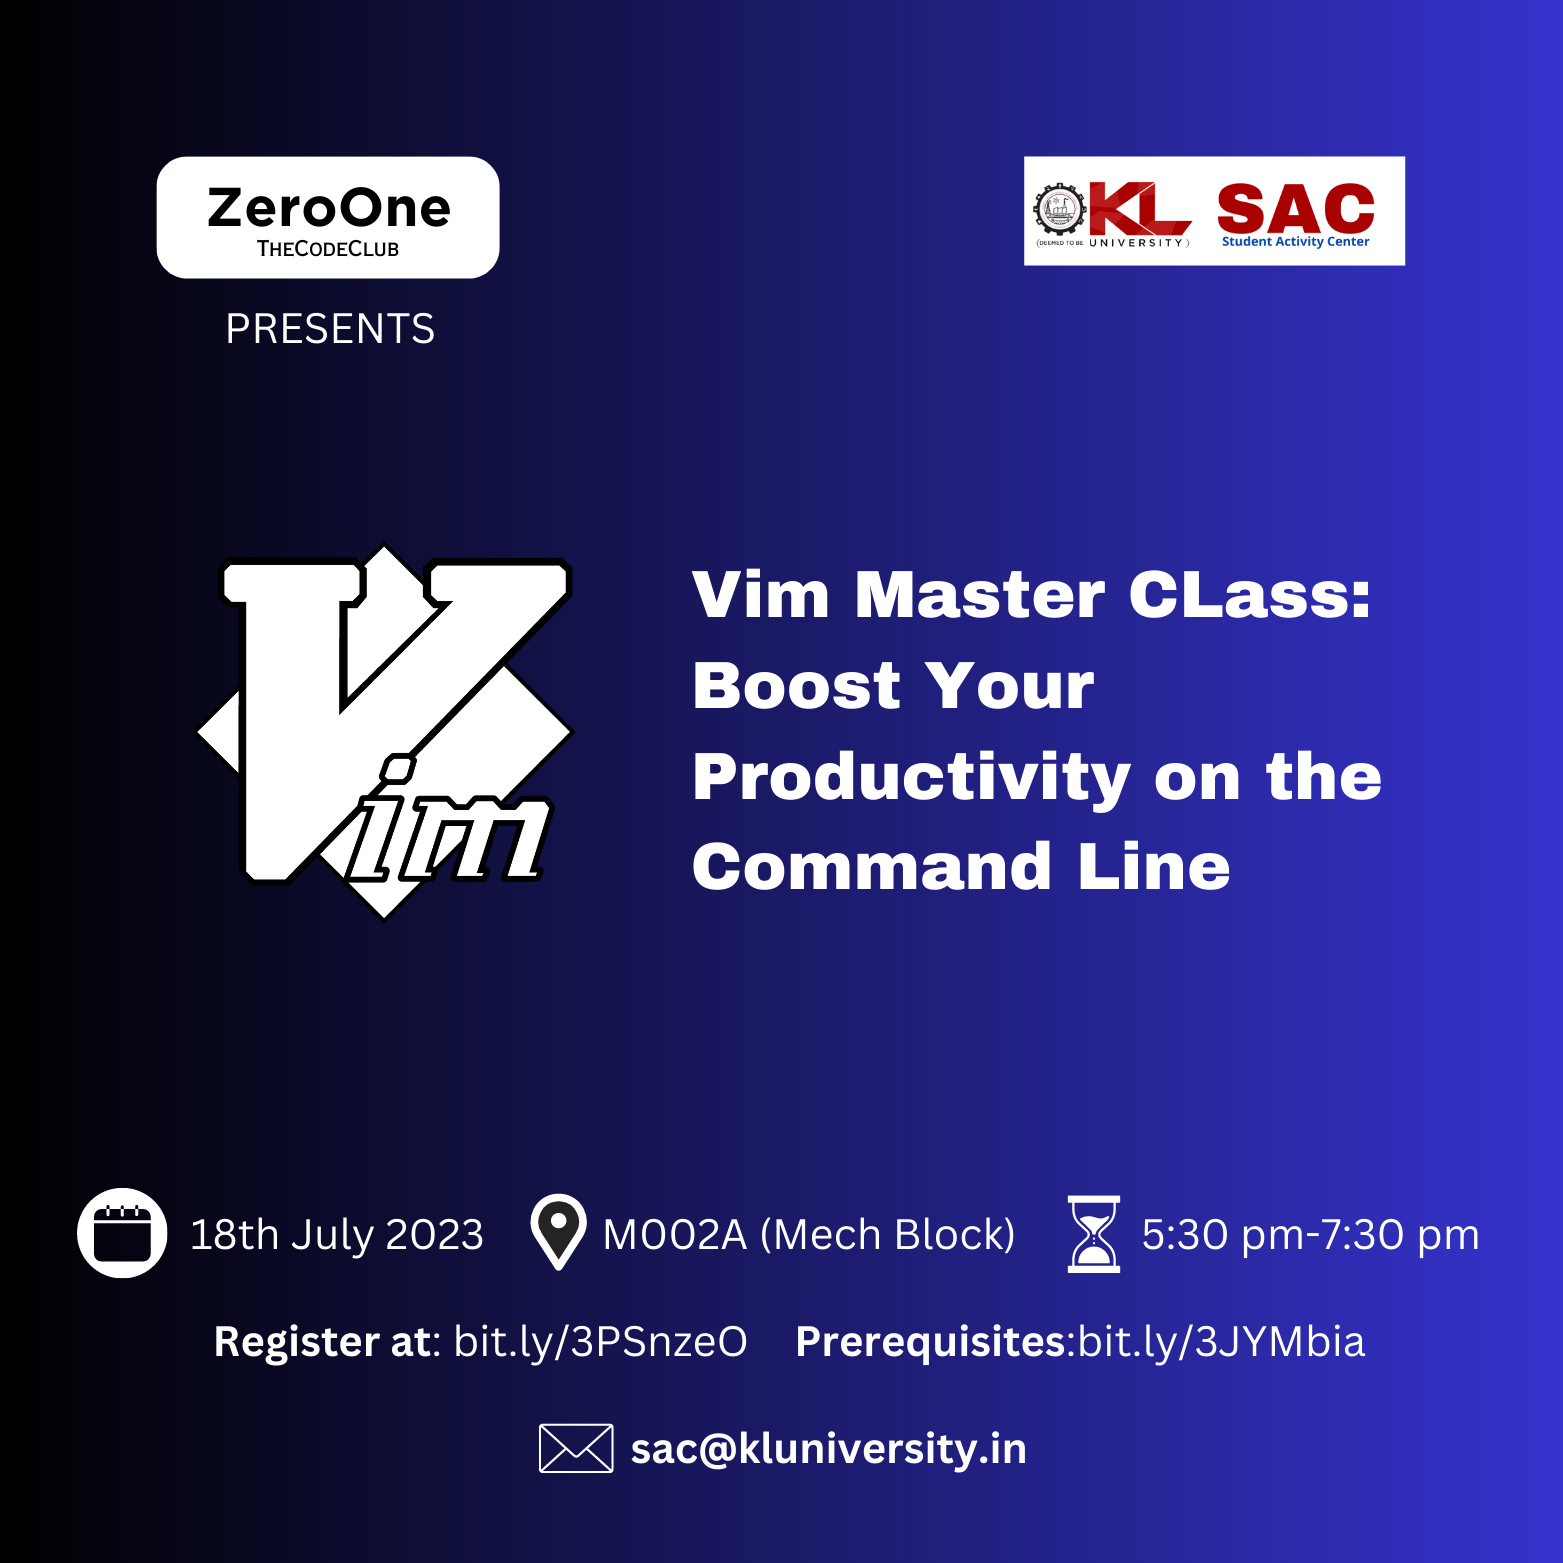 ZeroOne
THECODECLUB
PRESENTS
KL
(DEEMED TO BE UNIVERSITY)
SAC
Student Activity Center
Vim
Vim Master CLass:
Boost Your
Productivity on the
Command Line
18th July 2023
M002A (Mech Block)
5:30 pm-7:30 pm
Register at: bit.ly/3PSnzeO
Prerequisites:bit.ly/3JYMbia
sac@kluniversity.in